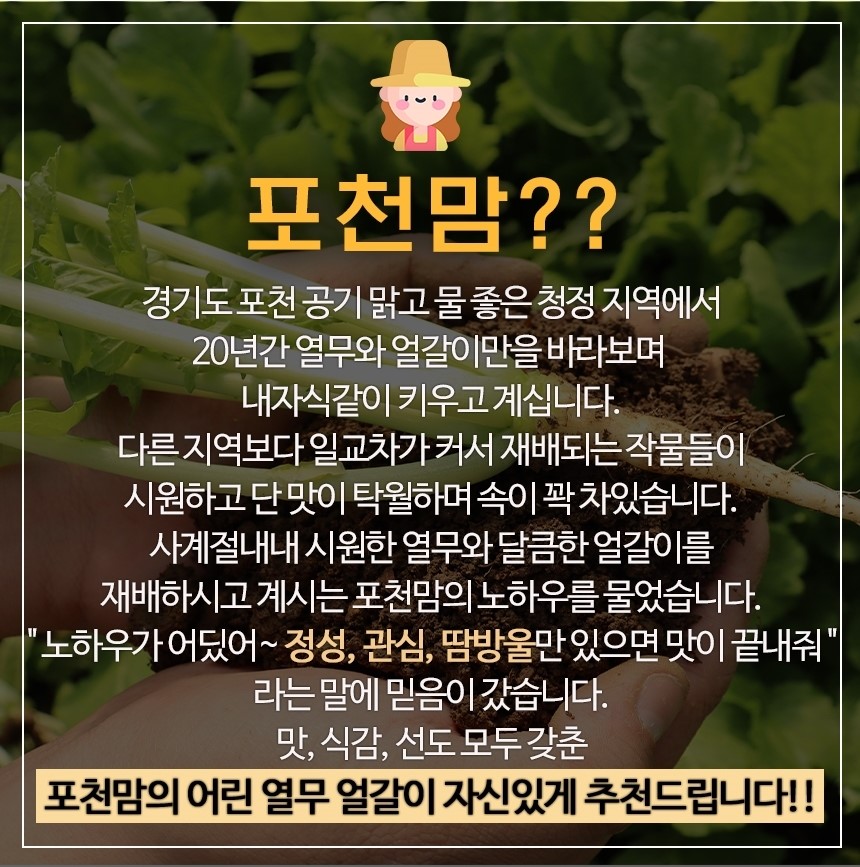 포천맘??
경기도 포천 공기 맑고 물 좋은 청정 지역에서
20년간 열무와 얼갈이만을 바라보며
내자식같이 키우고 계십니다.
다른 지역보다 일교차가 커서 재배되는 작물들이
시원하고 단 맛이 탁월하며 속이 꽉 차있습니다.
사계절내내 시원한 열무와 달큼한 얼갈이를
재배하시고 계시는 포천맘의 노하우를 물었습니다.
" 노하우가 어딨어~ 정성, 관심, 땀방울만 있으면 맛이 끝내줘 "
라는 말에 믿음이 갔습니다.
맛, 식감, 선도 모두 갖춘
포천맘의 어린 열무 얼갈이 자신있게 추천드립니다!!